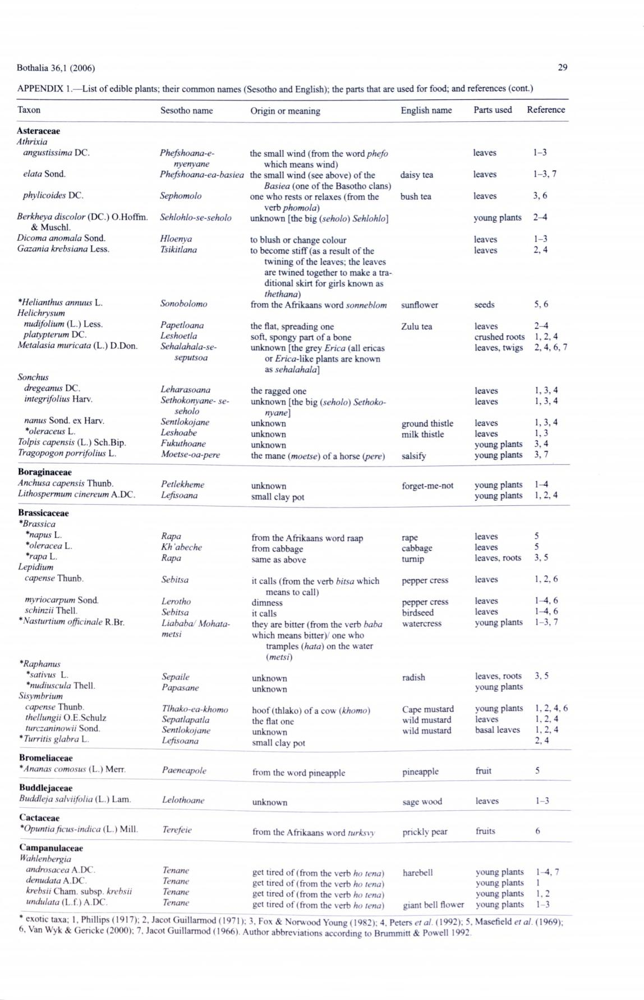 Bothalia 36,1 (2006) 29
APPENDIX 1.—List of edible plants; their common names (Sesotho and English); the parts that are used for food; and references (cont.)
Taxon Sesotho name Origin or meaning English name Parts used Reference
Asteraceae
Athrixia
angustissima DC. Phefshoana-e- the small wind (from the word phefo leaves 1–3
nyenyane which means wind)
elata Sond. Phefshoana-ea-basiea the small wind (see above) of the daisy tea leaves 1–3, 7
Basiea (one of the Basotho clans)
phylicoides DC. Sephomolo one who rests or relaxes (from the bush tea leaves 3, 6
verb phomola)
Berkheya discolor (DC.) O.Hoffm. Sehlohlo-se-seholo unknown [the big (seholo) Sehlohlo] young plants 2–4
& Muschl.
Dicoma anomala Sond. Hloenya to blush or change colour leaves 1–3
Gazania krebsiana Less. Tsikitlana to become stiff (as a result of the leaves 2, 4
twining of the leaves; the leaves
are twined together to make a tra-
ditional skirt for girls known as
thethana)
*Helianthus annuus L. Sonobolomo from the Afrikaans word sonneblom sunflower seeds 5, 6
Helichrysum
nudifolium (L.) Less. Papetloana the flat, spreading one Zulu tea leaves 2–4
platypterum DC. Leshoetla soft, spongy part of a bone crushed roots 1, 2, 4
Metalasia muricata (L.) D.Don. Sehalahala-se- unknown [the grey Erica (all ericas leaves, twigs 2, 4, 6, 7
seputsoa or Erica-like plants are known
as sehalahala]
Sonchus
dregeanus DC. Leharasoana the ragged one leaves 1, 3, 4
integrifolius Harv. Sethokonyane- se- unknown [the big (seholo) Sethoko- leaves 1, 3, 4
seholo nyane]
nanus Sond. ex Harv. Sentlokojane unknown ground thistle leaves 1, 3, 4
*oleraceus L. Leshoabe unknown milk thistle leaves 1, 3
Tolpis capensis (L.) Sch.Bip. Fukuthoane unknown young plants 3, 4
Tragopogon porrifolius L. Moetse-oa-pere the mane (moetse) of a horse (pere) salsify young plants 3, 7
Boraginaceae
Anchusa capensis Thunb. Petlekheme unknown forget-me-not young plants 1–4
Lithospermum cinereum A.DC. Lefisoana small clay pot young plants 1, 2, 4
Brassicaceae
*Brassica
*napus L. Rapa from the Afrikaans word raap rape leaves 5
*oleracea L. Kh'abeche from cabbage cabbage leaves 5
*rapa L. Rapa same as above turnip leaves, roots 3, 5
Lepidium
capense Thunb. Sebitsa it calls (from the verb bitsa which pepper cress leaves 1, 2, 6
means to call)
myriocarpum Sond. Lerotho dimness pepper cress leaves 1–4, 6
schinzii Thell. Sebitsa it calls birdseed leaves 1–4, 6
*Nasturtium officinale R.Br. Liababa/ Mohata- they are bitter (from the verb baba watercress young plants 1–3, 7
metsi which means bitter)/ one who
tramples (hata) on the water
(metsi)
*Raphanus
*sativus L. Sepaile unknown radish leaves, roots 3, 5
*nudiuscula Thell. Papasane unknown young plants
Sisymbrium
capense Thunb. Tlhako-ea-khomo hoof (thlako) of a cow (khomo) Cape mustard young plants 1, 2, 4, 6
thellungii O.E.Schulz Sepatlapatla the flat one wild mustard leaves 1, 2, 4
turczaninowii Sond. Sentlokojane unknown wild mustard basal leaves 1, 2, 4
*Turritis glabra L. Lefisoana small clay pot 2, 4
Bromeliaceae
*Ananas comosus (L.) Merr. Paeneapole from the word pineapple pineapple fruit 5
Buddlejaceae
Buddleja salviifolia (L.) Lam. Lelothoane unknown sage wood leaves 1–3
Cactaceae
*Opuntia ficus-indica (L.) Mill. Terefeie from the Afrikaans word turksvy prickly pear fruits 6
Campanulaceae
Wahlenbergia
androsacea A.DC. Tenane get tired of (from the verb ho tena) harebell young plants 1–4, 7
denudata A.DC. Tenane get tired of (from the verb ho tena) young plants 1
krebsii Cham. subsp. krebsii Tenane get tired of (from the verb ho tena) young plants 1, 2
undulata (L.f.) A.DC. Tenane get tired of (from the verb ho tena) giant bell flower young plants 1–3
* exotic taxa; 1, Phillips (1917); 2, Jacot Guillarmod (1971); 3, Fox & Norwood Young (1982); 4, Peters et al. (1992); 5, Masefield et al. (1969);
6, Van Wyk & Gericke (2000); 7, Jacot Guillarmod (1966). Author abbreviations according to Brummitt & Powell 1992.